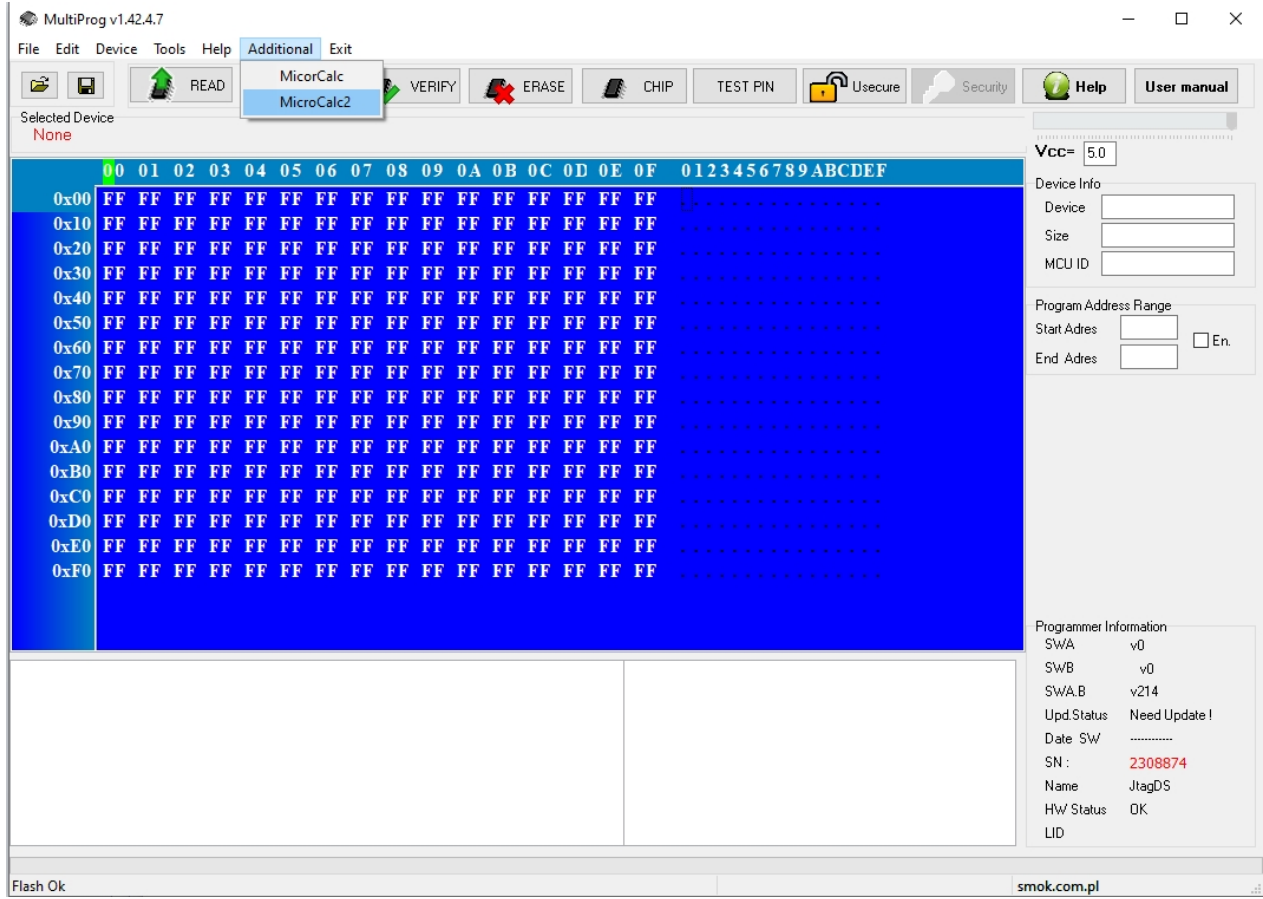 MultiProg v1.42.4.7
File Edit Device Tools Help Additional Exit
MicorCalc
MicroCalc2
READ VERIFY ERASE CHIP TEST PIN Usecure Security Help User manual
Selected Device
None
Vcc= 5.0
00 01 02 03 04 05 06 07 08 09 0A 0B 0C 0D 0E 0F 0123456789ABCDEF
0x00 FF FF FF FF FF FF FF FF FF FF FF FF FF FF FF FF ................
0x10 FF FF FF FF FF FF FF FF FF FF FF FF FF FF FF FF ................
0x20 FF FF FF FF FF FF FF FF FF FF FF FF FF FF FF FF ................
0x30 FF FF FF FF FF FF FF FF FF FF FF FF FF FF FF FF ................
0x40 FF FF FF FF FF FF FF FF FF FF FF FF FF FF FF FF ................
0x50 FF FF FF FF FF FF FF FF FF FF FF FF FF FF FF FF ................
0x60 FF FF FF FF FF FF FF FF FF FF FF FF FF FF FF FF ................
0x70 FF FF FF FF FF FF FF FF FF FF FF FF FF FF FF FF ................
0x80 FF FF FF FF FF FF FF FF FF FF FF FF FF FF FF FF ................
0x90 FF FF FF FF FF FF FF FF FF FF FF FF FF FF FF FF ................
0xA0 FF FF FF FF FF FF FF FF FF FF FF FF FF FF FF FF ................
0xB0 FF FF FF FF FF FF FF FF FF FF FF FF FF FF FF FF ................
0xC0 FF FF FF FF FF FF FF FF FF FF FF FF FF FF FF FF ................
0xD0 FF FF FF FF FF FF FF FF FF FF FF FF FF FF FF FF ................
0xE0 FF FF FF FF FF FF FF FF FF FF FF FF FF FF FF FF ................
0xF0 FF FF FF FF FF FF FF FF FF FF FF FF FF FF FF FF ................
Device Info
Device
Size
MCU ID
Program Address Range
Start Adres
En.
End Adres
Programmer Information
SWA v0
SWB v0
SWA.B v214
Upd.Status Need Update !
Date SW ------------
SN : 2308874
Name JtagDS
HW Status OK
LID
Flash Ok
smok.com.pl